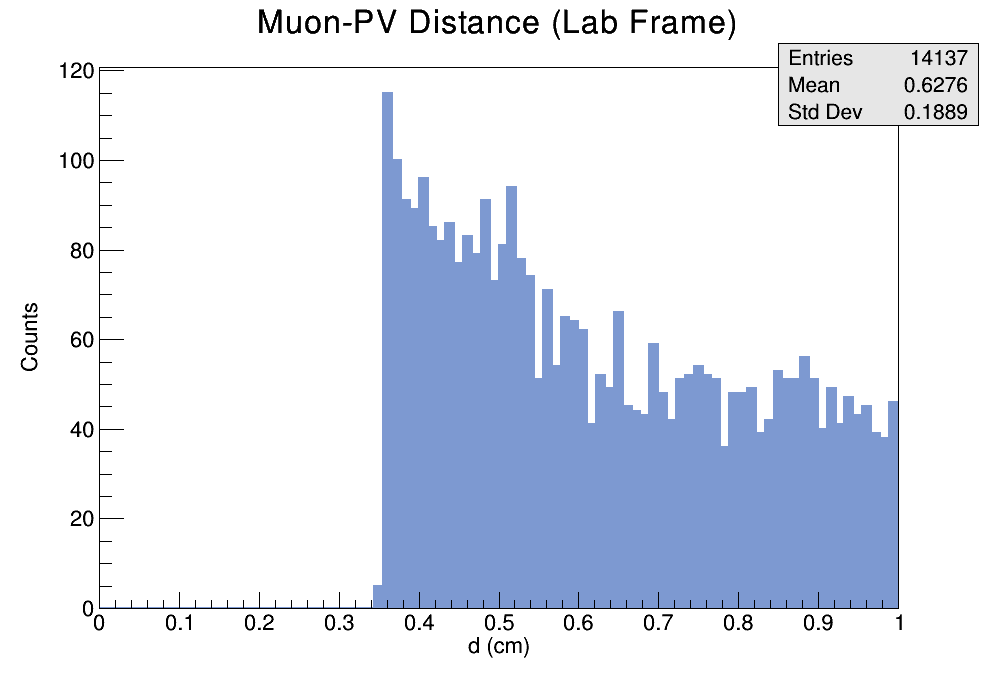 Muon-PV Distance (Lab Frame)
Entries 14137
Mean 0.6276
Std Dev 0.1889
120
100
80
60
40
20
0
Counts
0 0.1 0.2 0.3 0.4 0.5 0.6 0.7 0.8 0.9 1
d (cm)